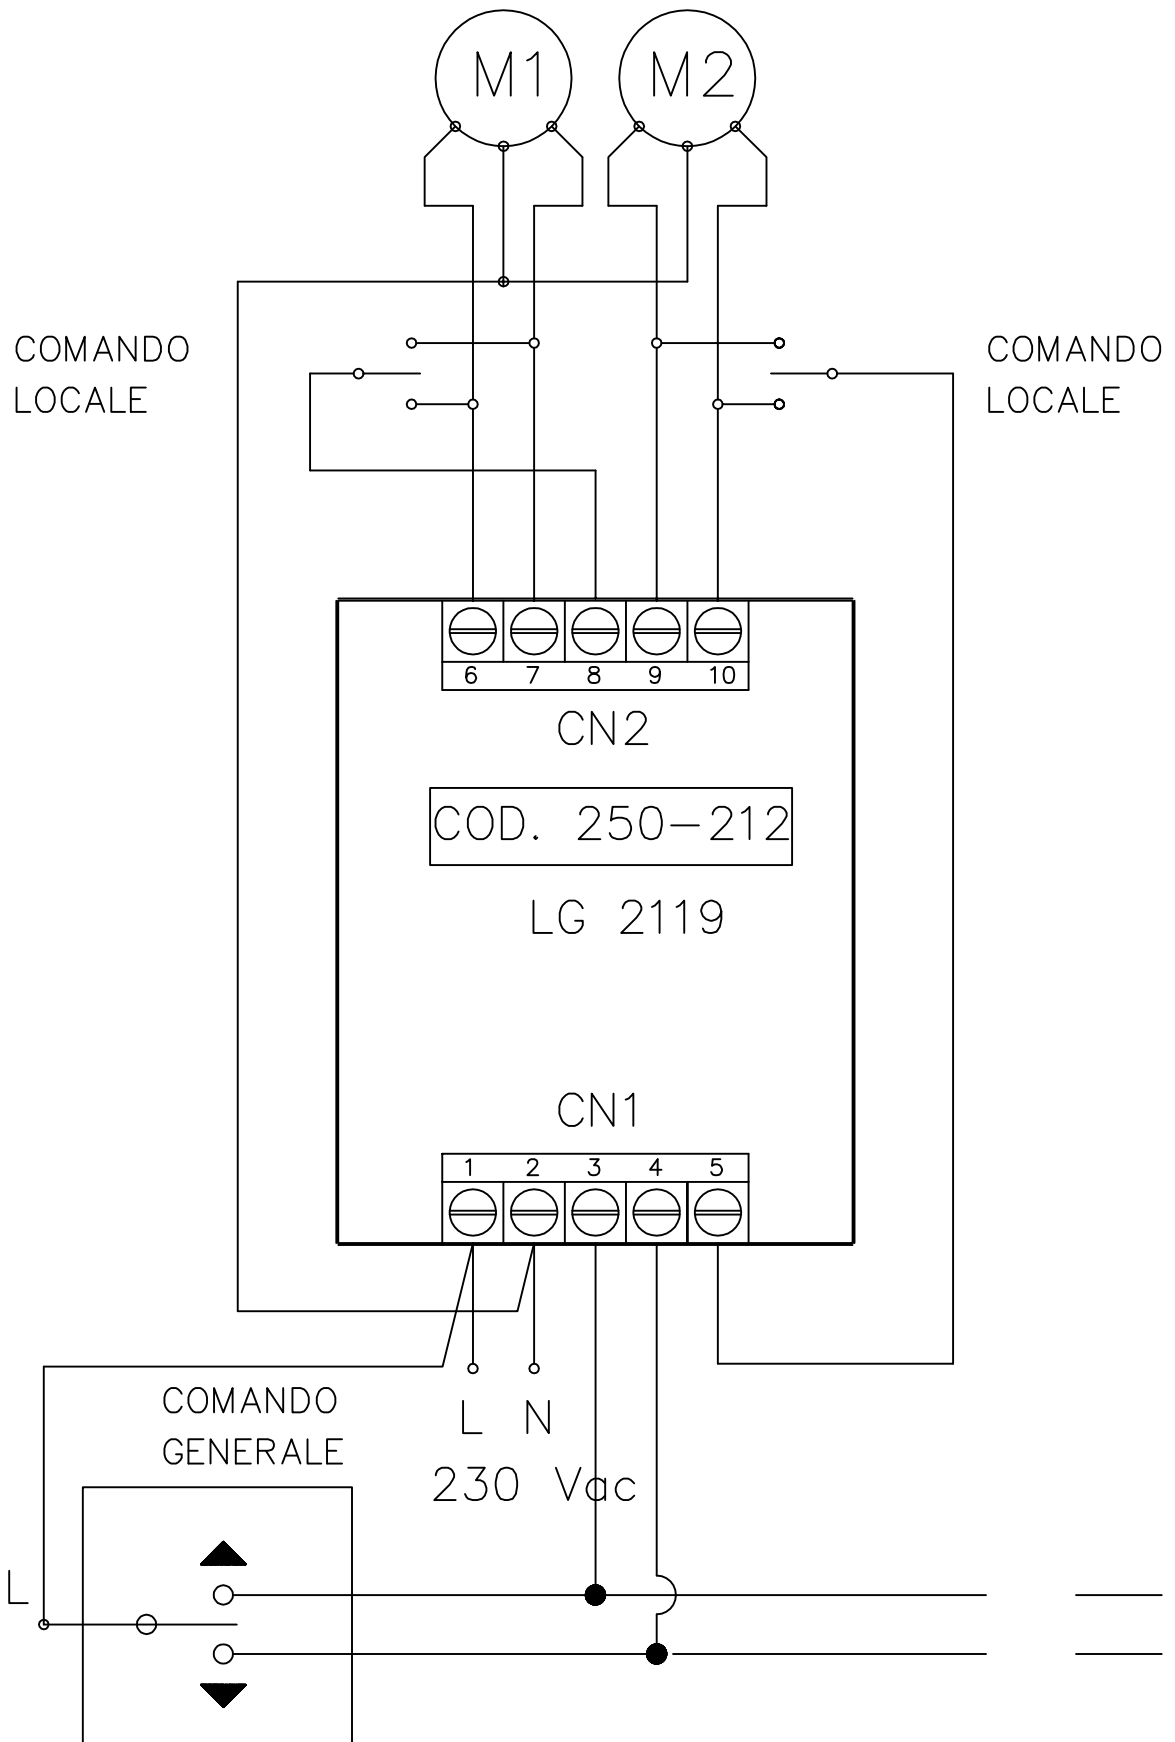 M1 M2
COMANDO
LOCALE
COMANDO
LOCALE
6 7 8 9 10
CN2
COD. 250-212
LG 2119
CN1
1 2 3 4 5
L N
230 Vac
COMANDO
GENERALE
L